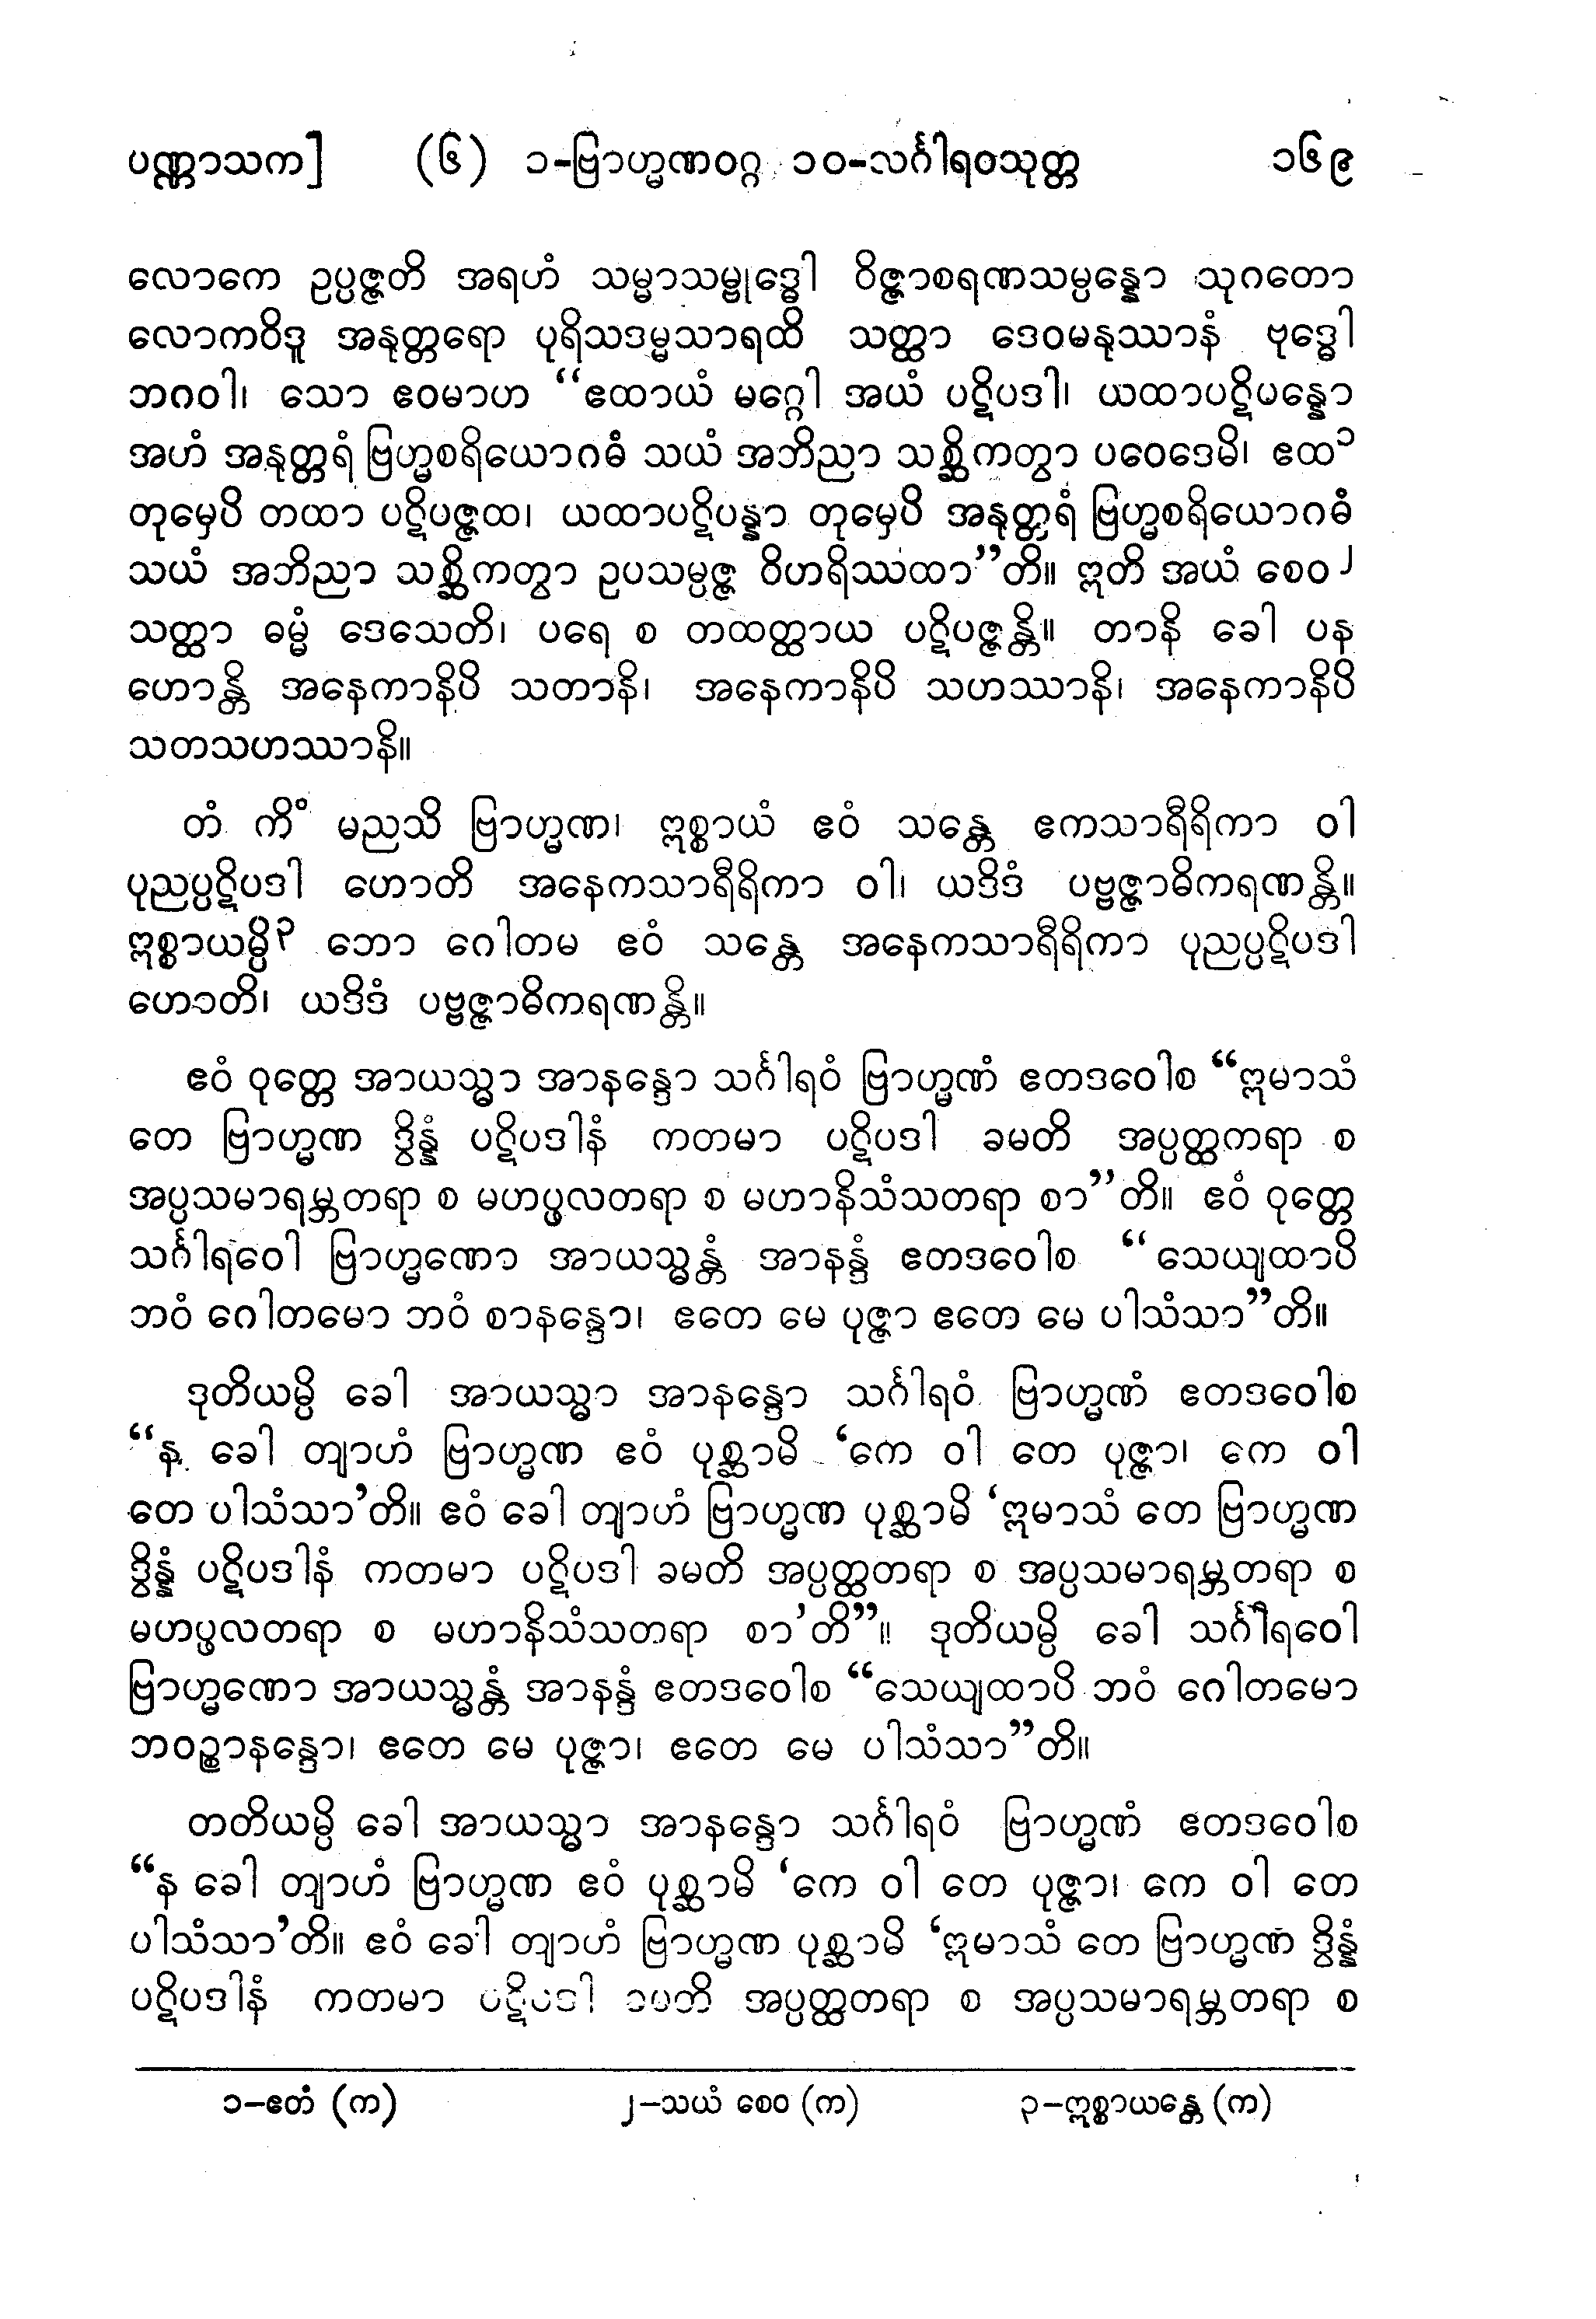 ပဏ္ဏာသက] (၆) ၁-ဗြာဟ္မဏဝဂ္ဂ ၁၀-သင်္ဂါရဝသုတ္တ ၁၆၉
လောကေ ဥပ္ပဇ္ဇတိ အရဟံ သမ္မာသမ္ဗုဒ္ဓေါ ဝိဇ္ဇာစရဏသမ္ပန္နော သုဂတော
လောကဝိဒူ အနုတ္တရော ပုရိသဒမ္မသာရထိ သတ္ထာ ဒေဝမနုဿာနံ ဗုဒ္ဓေါ
ဘဂဝါ၊ သော ဧဝမာဟ “ဧထာယံ မဂ္ဂေါ အယံ ပဋိပဒါ၊ ယထာပဋိပန္နော
အဟံ အနုတ္တရံ ဗြဟ္မစရိယောဂဓံ သယံ အဘိညာ သစ္ဆိကတွာ ပဝေဒေမိ၊ ဧထ၁
တုမှေပိ တထာ ပဋိပဇ္ဇထ၊ ယထာပဋိပန္နာ တုမှေပိ အနုတ္တရံ ဗြဟ္မစရိယောဂဓံ
သယံ အဘိညာ သစ္ဆိကတွာ ဥပသမ္ပဇ္ဇ ဝိဟရိဿထာ”တိ။ ဣတိ အယံ စေဝ၂
သတ္ထာ ဓမ္မံ ဒေသေတိ၊ ပရေ စ တထတ္ထာယ ပဋိပဇ္ဇန္တိ။ တာနိ ခေါ ပန
ဟောန္တိ အနေကာနိပိ သတာနိ၊ အနေကာနိပိ သဟဿာနိ၊ အနေကာနိပိ
သတသဟဿာနိ။
တံ ကိံ မညသိ ဗြာဟ္မဏ၊ ဣစ္စာယံ ဧဝံ သန္တေ ဧကသာရီရိကာ ဝါ
ပုညပ္ပဋိပဒါ ဟောတိ အနေကသာရီရိကာ ဝါ၊ ယဒိဒံ ပဗ္ဗဇ္ဇာဓိကရဏန္တိ။
ဣစ္စာယမ္ပိ၃ ဘော ဂေါတမ ဧဝံ သန္တေ အနေကသာရီရိကာ ပုညပ္ပဋိပဒါ
ဟောတိ၊ ယဒိဒံ ပဗ္ဗဇ္ဇာဓိကရဏန္တိ။
ဧဝံ ဝုတ္တေ အာယသ္မာ အာနန္ဒော သင်္ဂါရဝံ ဗြာဟ္မဏံ ဧတဒဝေါစ “ဣမာသံ
တေ ဗြာဟ္မဏ ဒွိန္နံ ပဋိပဒါနံ ကတမာ ပဋိပဒါ ခမတိ အပ္ပတ္ထကရာ စ
အပ္ပသမာရမ္ဘတရာ စ မဟပ္ဖလတရာ စ မဟာနိသံသတရာ စာ”တိ။ ဧဝံ ဝုတ္တေ
သင်္ဂါရဝေါ ဗြာဟ္မဏော အာယသ္မန္တံ အာနန္ဒံ ဧတဒဝေါစ “သေယျထာပိ
ဘဝံ ဂေါတမော ဘဝံ စာနန္ဒော၊ ဧတေ မေ ပုဇ္ဇာ ဧတေ မေ ပါသံသာ”တိ။
ဒုတိယမ္ပိ ခေါ အာယသ္မာ အာနန္ဒော သင်္ဂါရဝံ ဗြာဟ္မဏံ ဧတဒဝေါစ
“န ခေါ တျာဟံ ဗြာဟ္မဏ ဧဝံ ပုစ္ဆာမိ ‘ကေ ဝါ တေ ပုဇ္ဇာ၊ ကေ ဝါ
တေ ပါသံသာ’တိ။ ဧဝံ ခေါ တျာဟံ ဗြာဟ္မဏ ပုစ္ဆာမိ ‘ဣမာသံ တေ ဗြာဟ္မဏ
ဒွိန္နံ ပဋိပဒါနံ ကတမာ ပဋိပဒါ ခမတိ အပ္ပတ္ထတရာ စ အပ္ပသမာရမ္ဘတရာ စ
မဟပ္ဖလတရာ စ မဟာနိသံသတရာ စာ’တိ”။ ဒုတိယမ္ပိ ခေါ သင်္ဂါရဝေါ
ဗြာဟ္မဏော အာယသ္မန္တံ အာနန္ဒံ ဧတဒဝေါစ “သေယျထာပိ ဘဝံ ဂေါတမော
ဘဝဉ္စာနန္ဒော၊ ဧတေ မေ ပုဇ္ဇာ၊ ဧတေ မေ ပါသံသာ”တိ။
တတိယမ္ပိ ခေါ အာယသ္မာ အာနန္ဒော သင်္ဂါရဝံ ဗြာဟ္မဏံ ဧတဒဝေါစ
“န ခေါ တျာဟံ ဗြာဟ္မဏ ဧဝံ ပုစ္ဆာမိ ‘ကေ ဝါ တေ ပုဇ္ဇာ၊ ကေ ဝါ တေ
ပါသံသာ’တိ။ ဧဝံ ခေါ တျာဟံ ဗြာဟ္မဏ ပုစ္ဆာမိ ‘ဣမာသံ တေ ဗြာဟ္မဏ ဒွိန္နံ
ပဋိပဒါနံ ကတမာ ပဋိပဒါ ခမတိ အပ္ပတ္ထတရာ စ အပ္ပသမာရမ္ဘတရာ စ
၁-ဧတံ (က) ၂-သယံ စေဝ (က) ၃-ဣစ္စာယန္တေ (က)